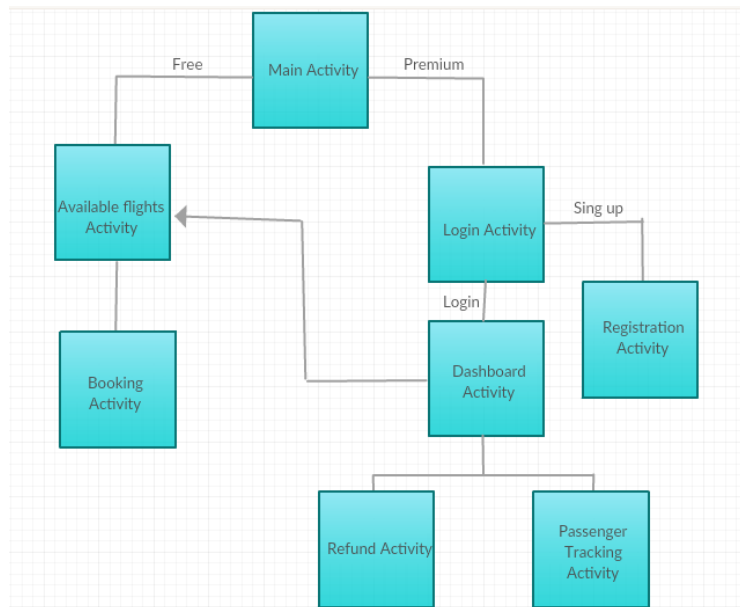 Main Activity
Free
Premium
Available flights
Activity
Login Activity
Sing up
Login
Registration
Activity
Booking
Activity
Dashboard
Activity
Refund Activity
Passenger
Tracking
Activity